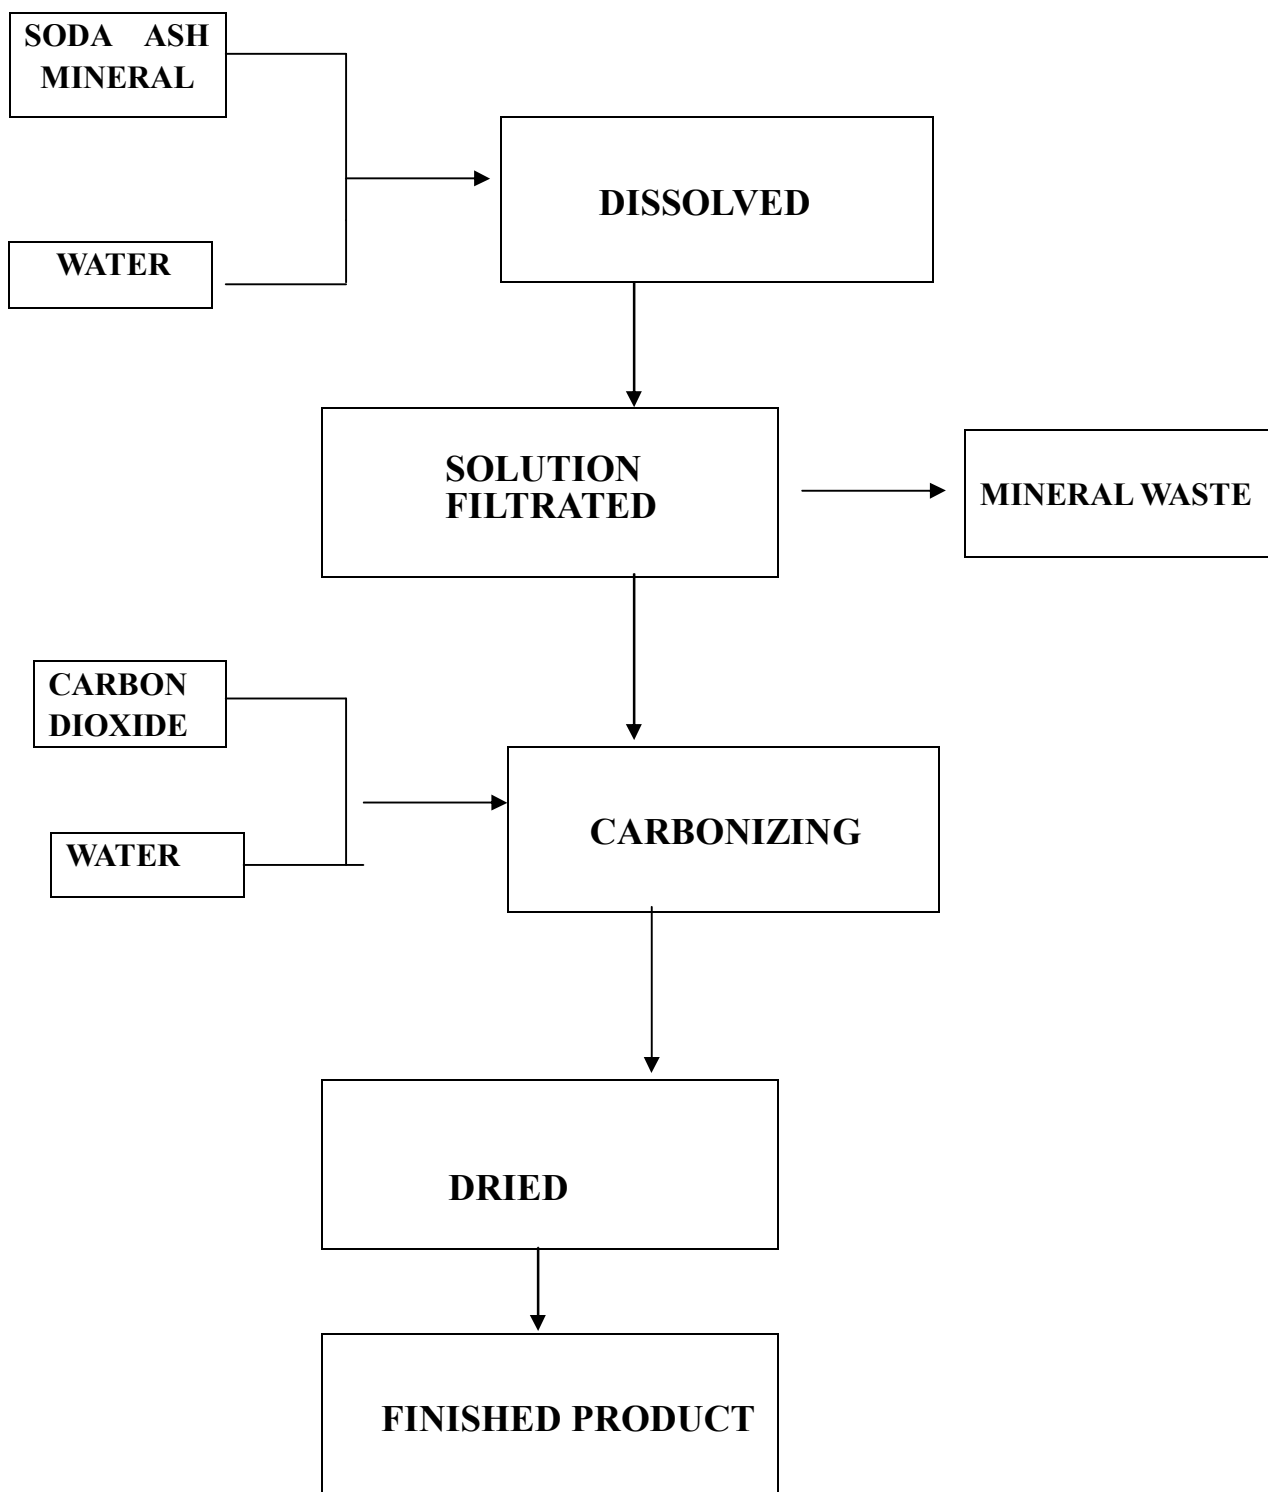 SODA ASH
MINERAL
DISSOLVED
WATER
SOLUTION
FILTRATED
MINERAL WASTE
CARBON
DIOXIDE
CARBONIZING
WATER
DRIED
FINISHED PRODUCT